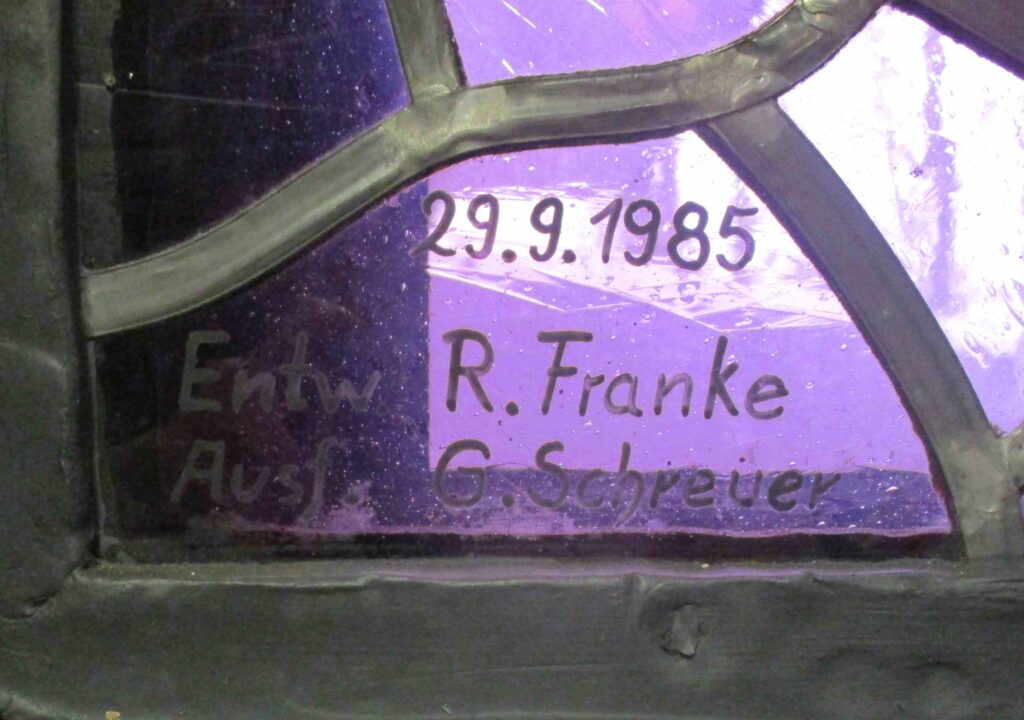 29.9.1985
Entw. R. Franke
Ausf. G. Schreuer